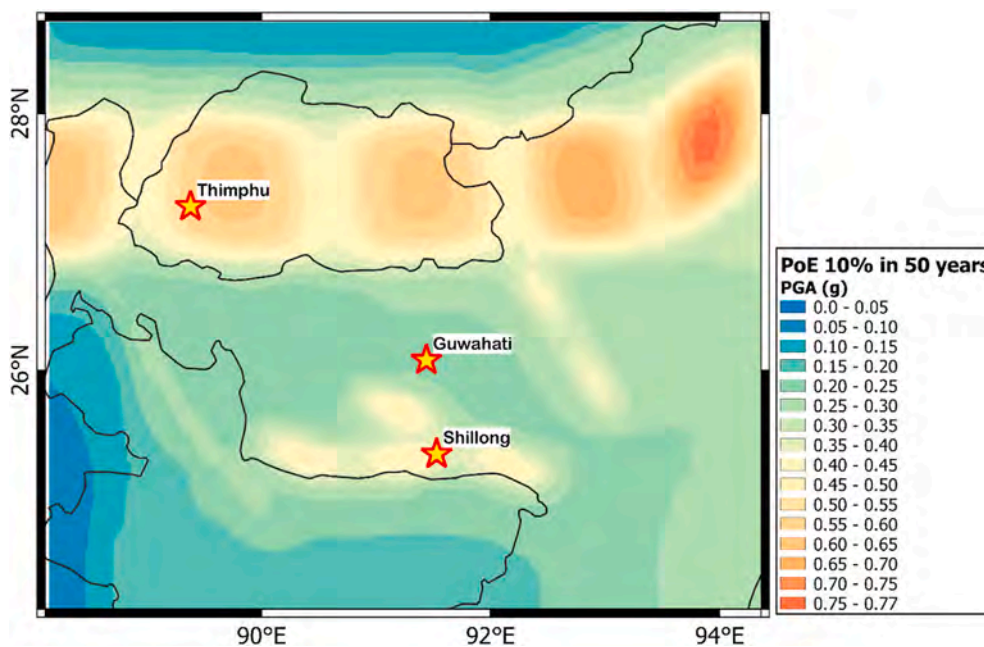 28°N
Thimphu
Guwahati
26°N
Shillong
90°E
92°E
94°E
PoE 10% in 50 years
PGA (g)
0.0 - 0.05
0.05 - 0.10
0.10 - 0.15
0.15 - 0.20
0.20 - 0.25
0.25 - 0.30
0.30 - 0.35
0.35 - 0.40
0.40 - 0.45
0.45 - 0.50
0.50 - 0.55
0.55 - 0.60
0.60 - 0.65
0.65 - 0.70
0.70 - 0.75
0.75 - 0.77